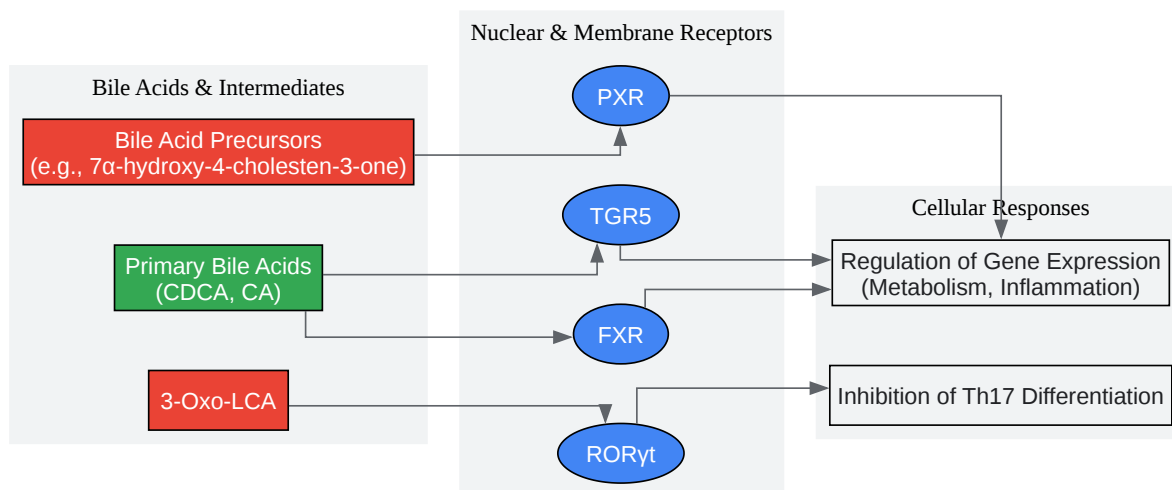 Bile Acids & Intermediates
Bile Acid Precursors
(e.g., 7α-hydroxy-4-cholesten-3-one)
Primary Bile Acids
(CDCA, CA)
3-Oxo-LCA
Nuclear & Membrane Receptors
PXR
TGR5
FXR
RORγt
Cellular Responses
Regulation of Gene Expression
(Metabolism, Inflammation)
Inhibition of Th17 Differentiation